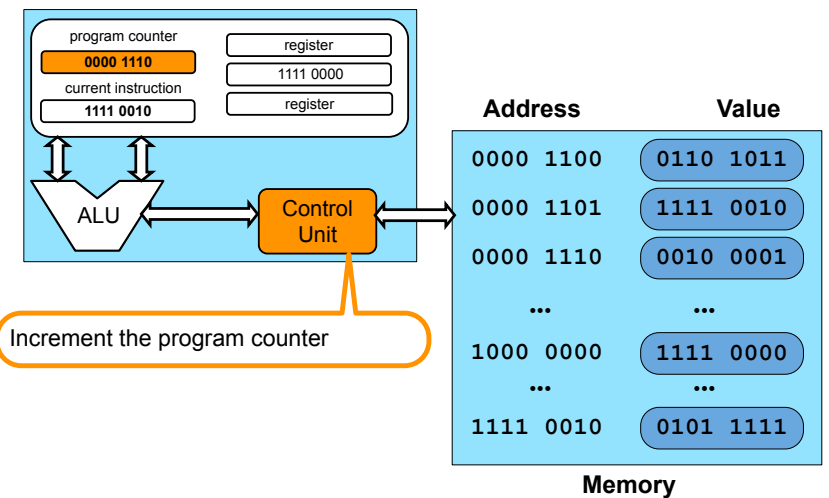 program counter
0000 1110
current instruction
1111 0010
register
1111 0000
register
ALU
Control
Unit
Increment the program counter
Address Value
0000 1100 0110 1011
0000 1101 1111 0010
0000 1110 0010 0001
... ...
1000 0000 1111 0000
... ...
1111 0010 0101 1111
Memory